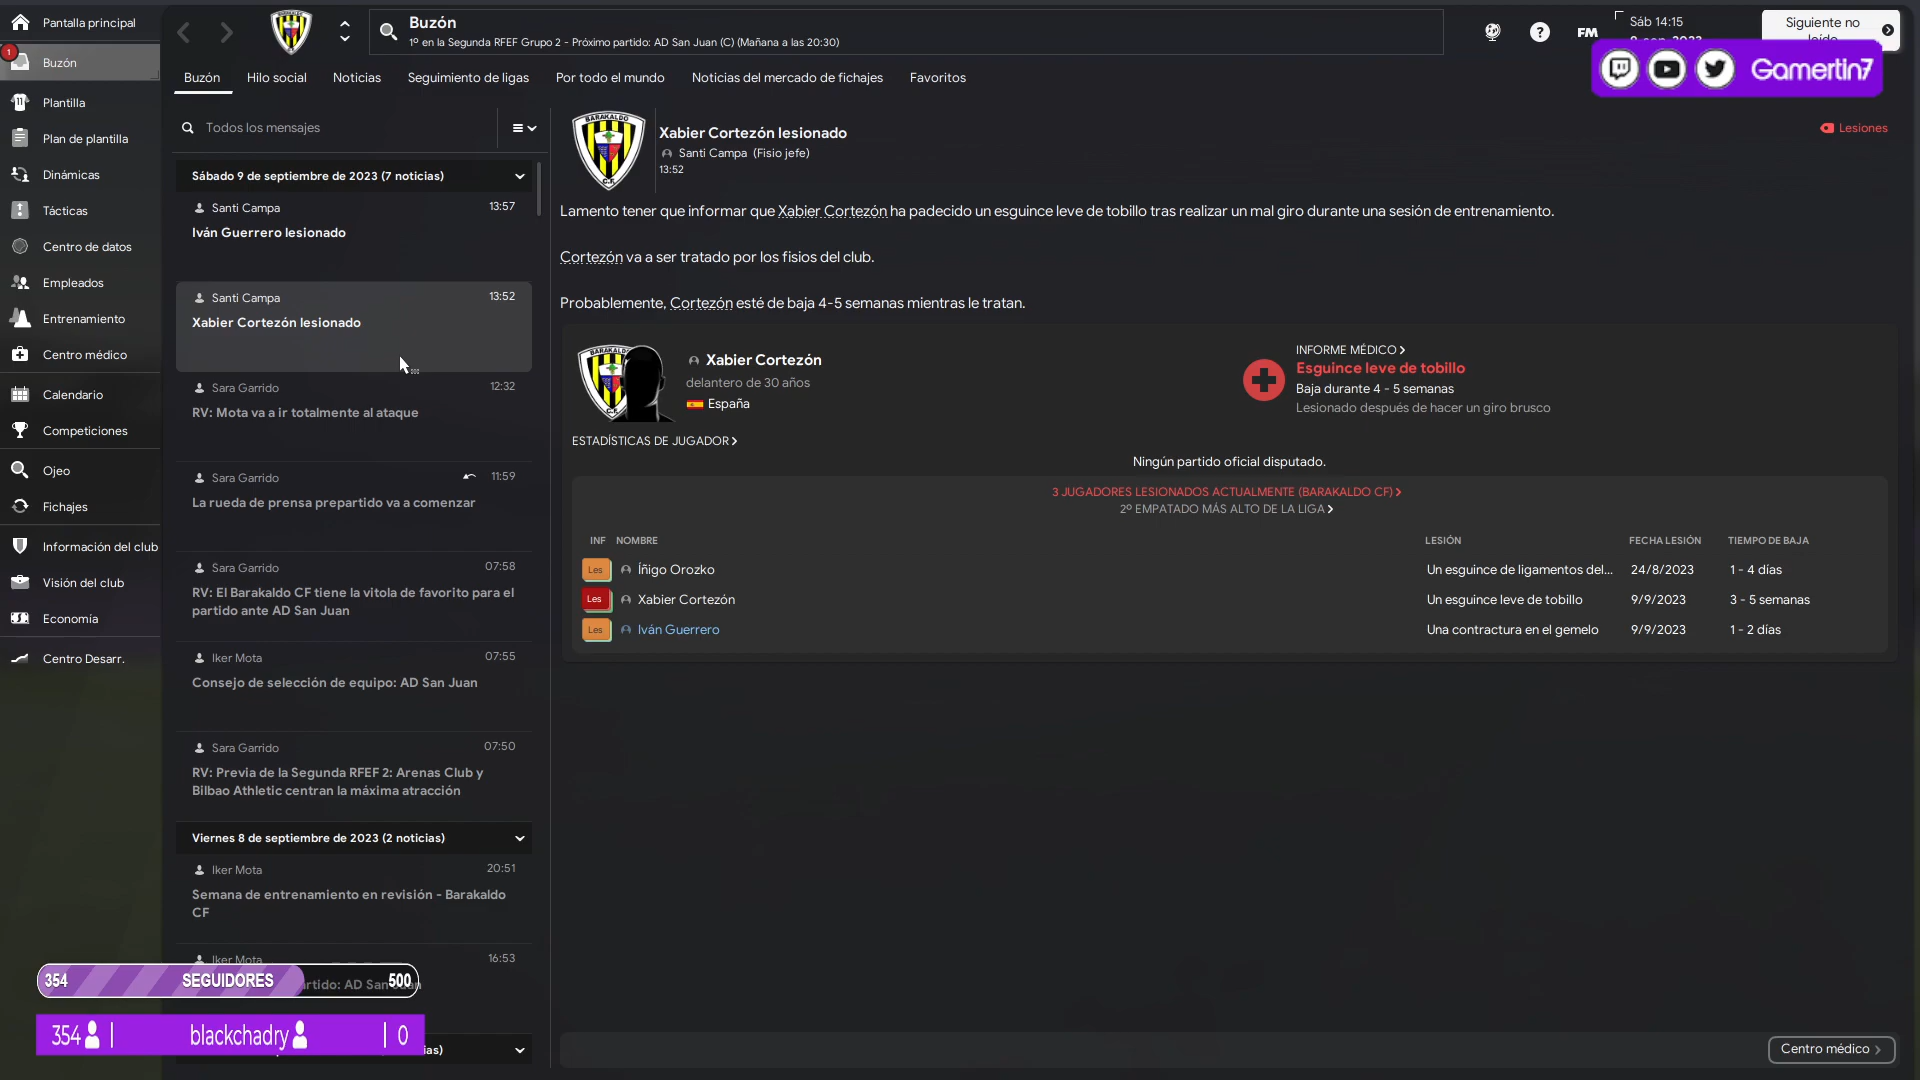 Pantalla principal
1
Buzón
Plantilla
Plan de plantilla
Dinámicas
Tácticas
Centro de datos
Empleados
Entrenamiento
Centro médico
Calendario
Competiciones
Ojeo
Fichajes
Información del club
Visión del club
Economía
Centro Desarr.
Buzón
1º en la Segunda RFEF Grupo 2 - Próximo partido: AD San Juan (C) (Mañana a las 20:30)
FM
Sáb 14:15
Siguiente no
Gamertin7
Buzón
Hilo social
Noticias
Seguimiento de ligas
Por todo el mundo
Noticias del mercado de fichajes
Favoritos
Todos los mensajes
Sábado 9 de septiembre de 2023 (7 noticias)
Santi Campa 13:57
Iván Guerrero lesionado
Santi Campa 13:52
Xabier Cortezón lesionado
Sara Garrido 12:32
RV: Mota va a ir totalmente al ataque
Sara Garrido 11:59
La rueda de prensa prepartido va a comenzar
Sara Garrido 07:58
RV: El Barakaldo CF tiene la vitola de favorito para el
partido ante AD San Juan
Iker Mota 07:55
Consejo de selección de equipo: AD San Juan
Sara Garrido 07:50
RV: Previa de la Segunda RFEF 2: Arenas Club y
Bilbao Athletic centran la máxima atracción
Viernes 8 de septiembre de 2023 (2 noticias)
Iker Mota 20:51
Semana de entrenamiento en revisión - Barakaldo
CF
Iker Mota 16:53
354 SEGUIDORES 500
354 | blackchadry | 0
BARAKALDO
C.F.
Xabier Cortezón lesionado
Santi Campa (Fisio jefe)
13:52
Lesiones
Lamento tener que informar que Xabier Cortezón ha padecido un esguince leve de tobillo tras realizar un mal giro durante una sesión de entrenamiento.
Cortezón va a ser tratado por los fisios del club.
Probablemente, Cortezón esté de baja 4-5 semanas mientras le tratan.
Xabier Cortezón
delantero de 30 años
España
INFORME MÉDICO
Esguince leve de tobillo
Baja durante 4 - 5 semanas
Lesionado después de hacer un giro brusco
ESTADÍSTICAS DE JUGADOR
Ningún partido oficial disputado.
3 JUGADORES LESIONADOS ACTUALMENTE (BARAKALDO CF)
2º EMPATADO MÁS ALTO DE LA LIGA
INF NOMBRE LESIÓN FECHA LESIÓN TIEMPO DE BAJA
Les Íñigo Orozko Un esguince de ligamentos del... 24/8/2023 1 - 4 días
Les Xabier Cortezón Un esguince leve de tobillo 9/9/2023 3 - 5 semanas
Les Iván Guerrero Una contractura en el gemelo 9/9/2023 1 - 2 días
Centro médico